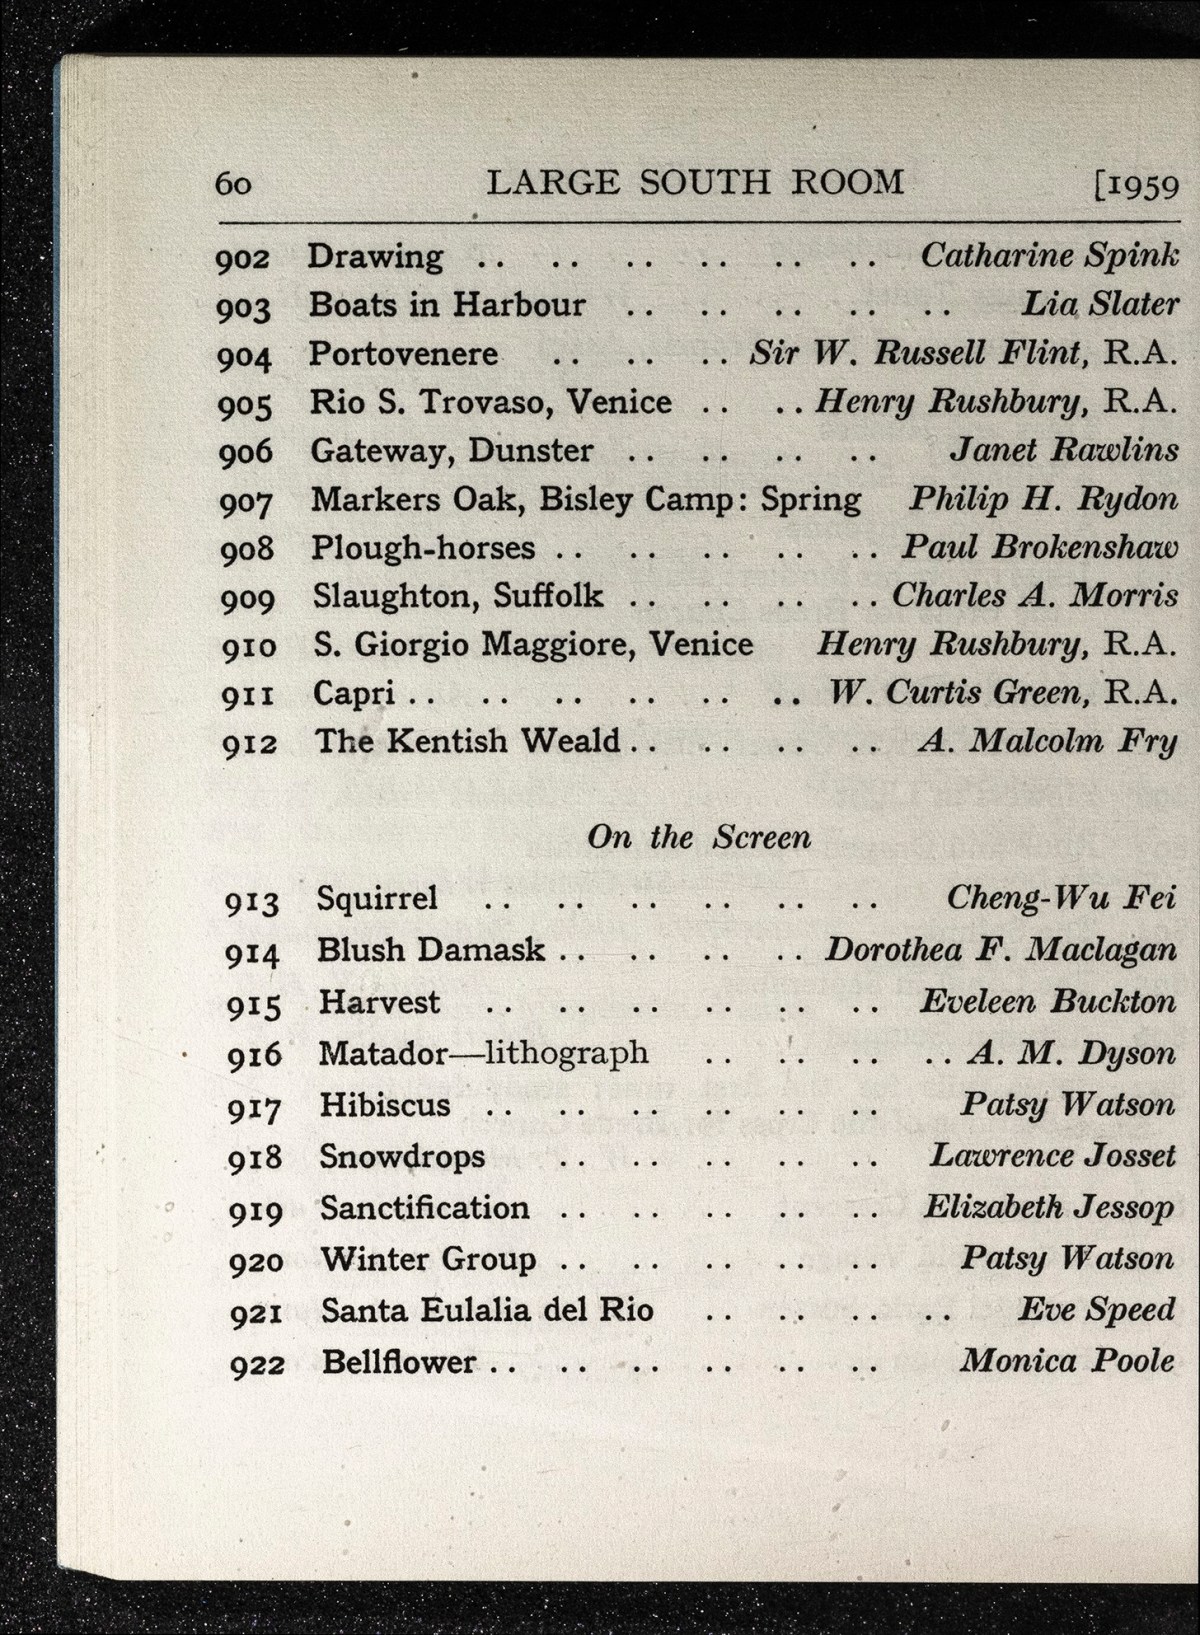 60 LARGE SOUTH ROOM [1959
902 Drawing .. .. .. .. .. .. Catharine Spink
903 Boats in Harbour .. .. .. .. .. Lia Slater
904 Portovenere .. .. .. Sir W. Russell Flint, R.A.
905 Rio S. Trovaso, Venice .. .. Henry Rushbury, R.A.
906 Gateway, Dunster .. .. .. .. Janet Rawlins
907 Markers Oak, Bisley Camp: Spring Philip H. Rydon
908 Plough-horses .. .. .. .. .. Paul Brokenshaw
909 Slaughton, Suffolk .. .. .. .. Charles A. Morris
910 S. Giorgio Maggiore, Venice Henry Rushbury, R.A.
911 Capri .. .. .. .. .. .. W. Curtis Green, R.A.
912 The Kentish Weald .. .. .. .. A. Malcolm Fry
On the Screen
913 Squirrel .. .. .. .. .. .. Cheng-Wu Fei
914 Blush Damask .. .. .. .. Dorothea F. Maclagan
915 Harvest .. .. .. .. .. .. Eveleen Buckton
916 Matador—lithograph .. .. .. .. A. M. Dyson
917 Hibiscus .. .. .. .. .. .. Patsy Watson
918 Snowdrops .. .. .. .. .. Lawrence Josset
919 Sanctification .. .. .. .. .. Elizabeth Jessop
920 Winter Group .. .. .. .. .. Patsy Watson
921 Santa Eulalia del Rio .. .. .. .. Eve Speed
922 Bellflower .. .. .. .. .. .. Monica Poole